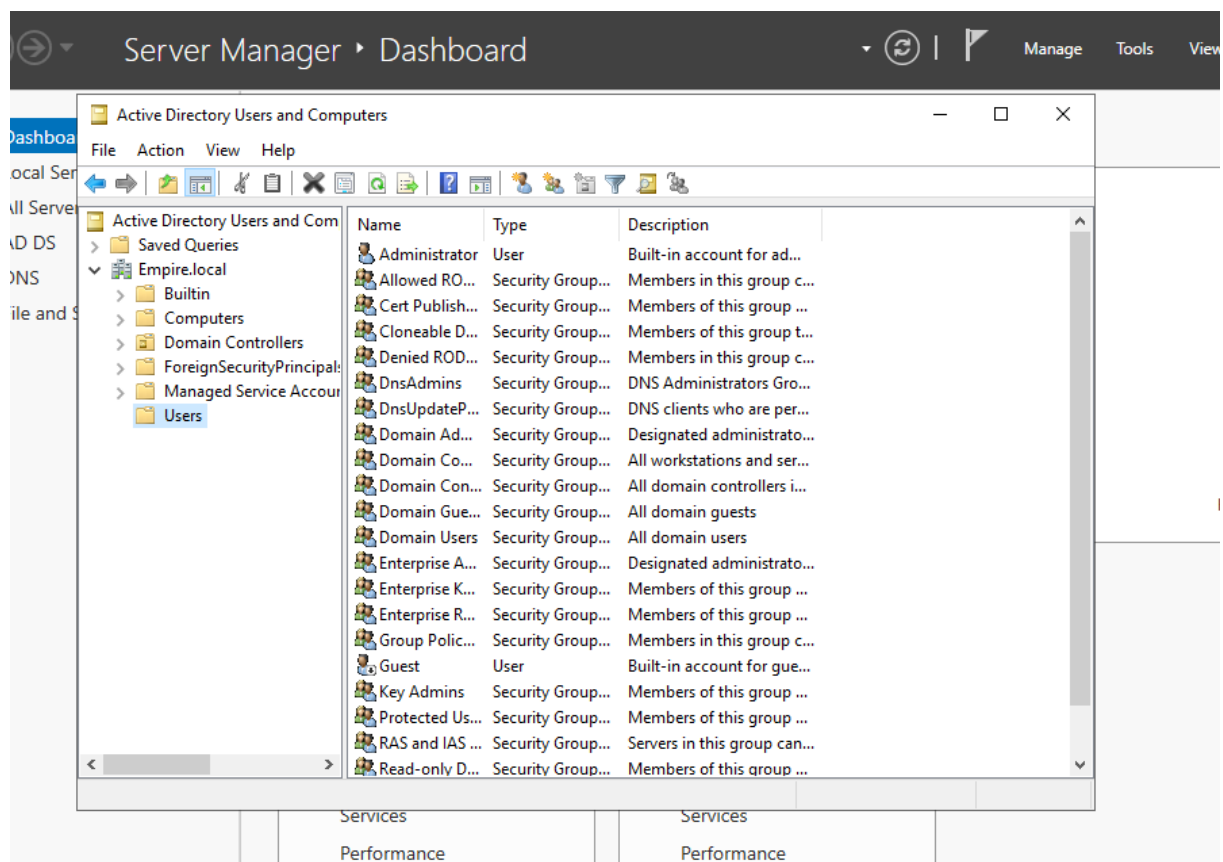 Server Manager ‣ Dashboard
Manage Tools View
Active Directory Users and Computers
File Action View Help
Dashboa
ocal Ser
All Server
AD DS
DNS
ile and S
Active Directory Users and Com
Saved Queries
Empire.local
Builtin
Computers
Domain Controllers
ForeignSecurityPrincipals
Managed Service Accour
Users
Name Type Description
Administrator User Built-in account for ad...
Allowed RO... Security Group... Members in this group c...
Cert Publish... Security Group... Members of this group ...
Cloneable D... Security Group... Members of this group t...
Denied ROD... Security Group... Members in this group c...
DnsAdmins Security Group... DNS Administrators Gro...
DnsUpdateP... Security Group... DNS clients who are per...
Domain Ad... Security Group... Designated administrato...
Domain Co... Security Group... All workstations and ser...
Domain Con... Security Group... All domain controllers i...
Domain Gue... Security Group... All domain guests
Domain Users Security Group... All domain users
Enterprise A... Security Group... Designated administrato...
Enterprise K... Security Group... Members of this group ...
Enterprise R... Security Group... Members of this group ...
Group Polic... Security Group... Members in this group c...
Guest User Built-in account for gue...
Key Admins Security Group... Members of this group ...
Protected Us... Security Group... Members of this group ...
RAS and IAS ... Security Group... Servers in this group can...
Read-only D... Security Group... Members of this group ...
Services Services
Performance Performance